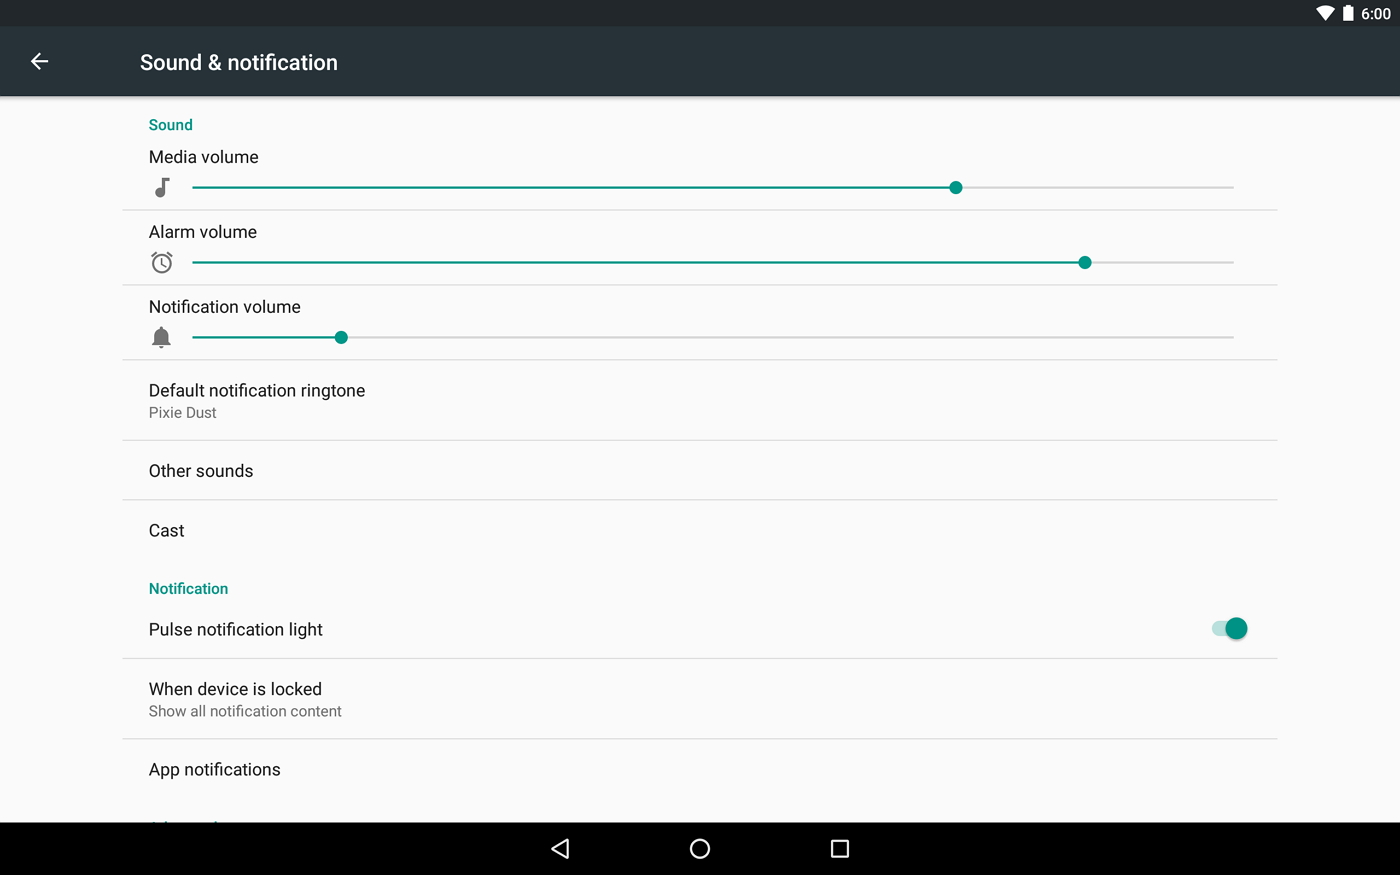 6:00
Sound & notification
Sound
Media volume
Alarm volume
Notification volume
Default notification ringtone
Pixie Dust
Other sounds
Cast
Notification
Pulse notification light
When device is locked
Show all notification content
App notifications